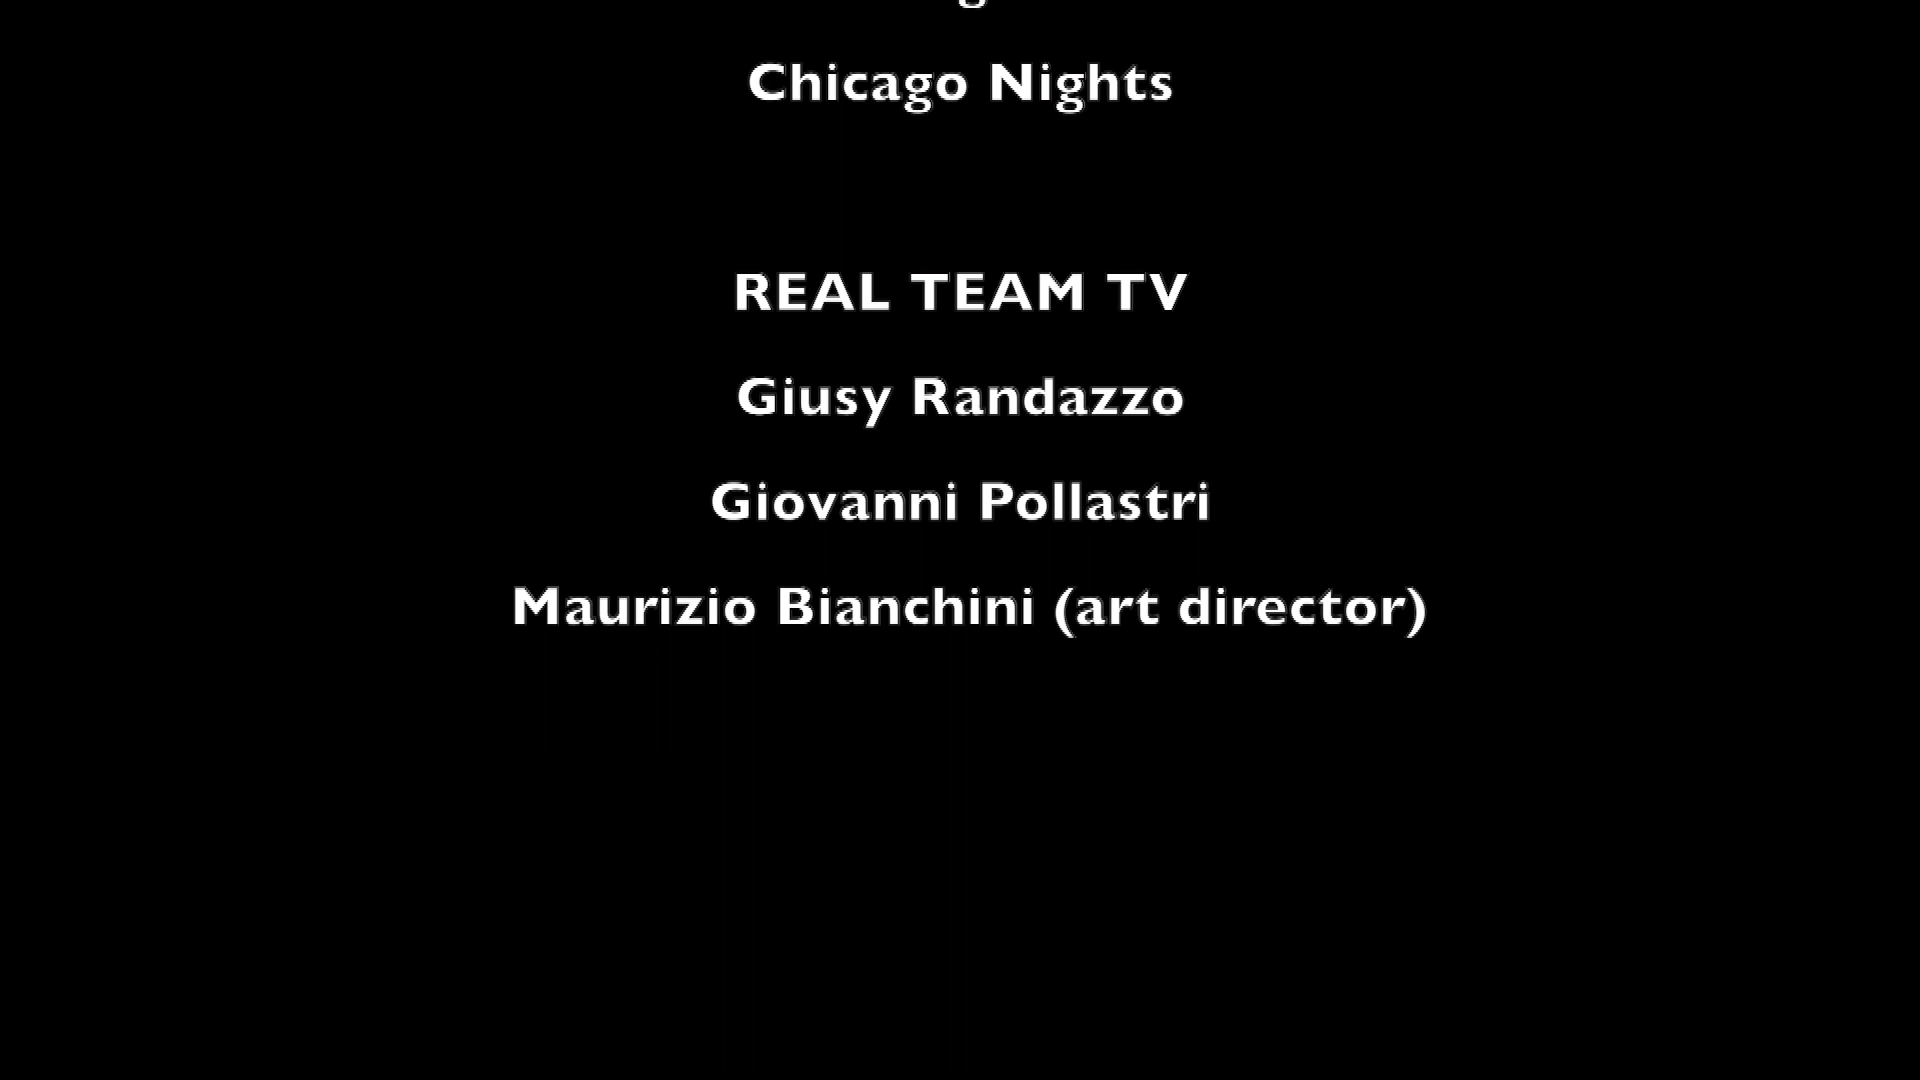 Chicago Nights
REAL TEAM TV
Giusy Randazzo
Giovanni Pollastri
Maurizio Bianchini (art director)